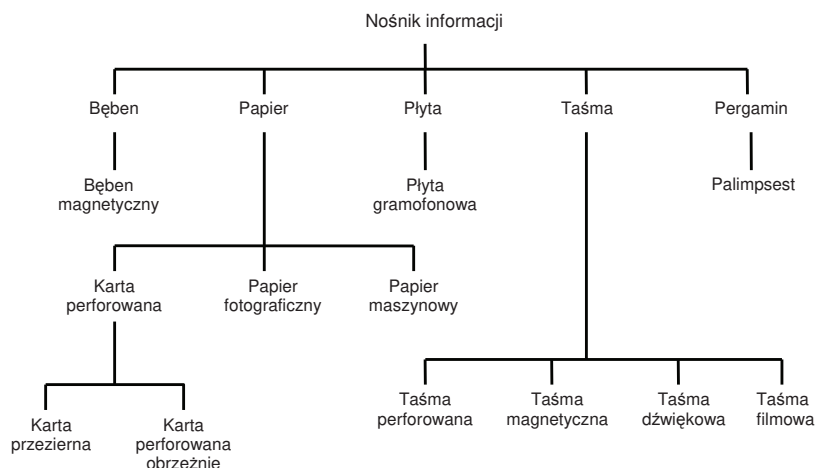 Nośnik informacji
Bęben
Papier
Płyta
Taśma
Pergamin
Bęben
magnetyczny
Płyta
gramofonowa
Palimpsest
Karta
perforowana
Papier
fotograficzny
Papier
maszynowy
Taśma
perforowana
Taśma
magnetyczna
Taśma
dźwiękowa
Taśma
filmowa
Karta
przezierna
Karta
perforowana
obrzeżnie